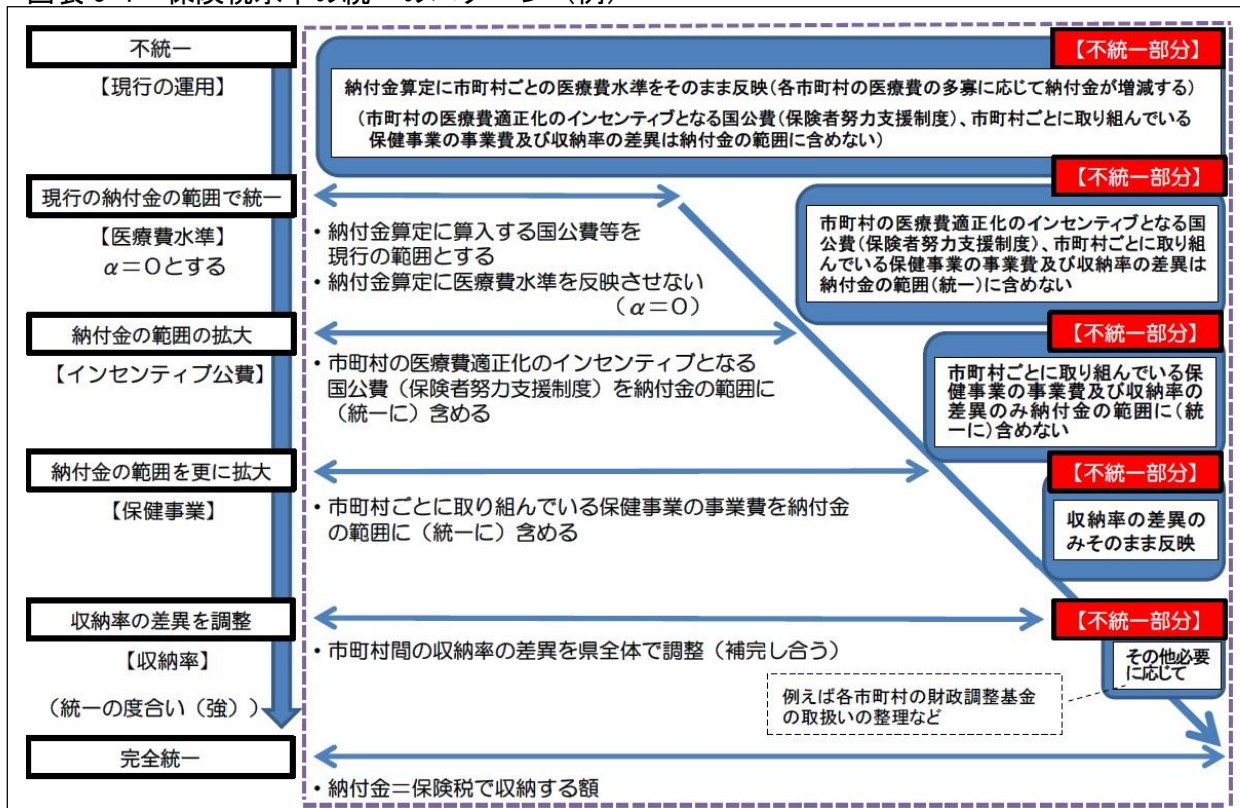 不統一
【現行の運用】
【不統一部分】
納付金算定に市町村ごとの医療費水準をそのまま反映(各市町村の医療費の多寡に応じて納付金が増減する)
(市町村の医療費適正化のインセンティブとなる国公費(保険者努力支援制度)、市町村ごとに取り組んでいる
保健事業の事業費及び収納率の差異は納付金の範囲に含めない)
現行の納付金の範囲で統一
【医療費水準】
α=0とする
・納付金算定に算入する国公費等を
現行の範囲とする
・納付金算定に医療費水準を反映させない
(α=0)
【不統一部分】
市町村の医療費適正化のインセンティブとなる国
公費(保険者努力支援制度)、市町村ごとに取り組
んでいる保健事業の事業費及び収納率の差異は
納付金の範囲(統一)に含めない
納付金の範囲の拡大
【インセンティブ公費】
・市町村の医療費適正化のインセンティブとなる
国公費(保険者努力支援制度)を納付金の範囲に
(統一に)含める
【不統一部分】
市町村ごとに取り組んでいる保
健事業の事業費及び収納率の
差異のみ納付金の範囲に(統
一に)含めない
納付金の範囲を更に拡大
【保健事業】
・市町村ごとに取り組んでいる保健事業の事業費を納付金
の範囲に(統一に)含める
【不統一部分】
収納率の差異の
みそのまま反映
収納率の差異を調整
【収納率】
(統一の度合い(強))
・市町村間の収納率の差異を県全体で調整(補完し合う)
【不統一部分】
その他必要
に応じて
例えば各市町村の財政調整基金
の取扱いの整理など
完全統一
・納付金=保険税で収納する額